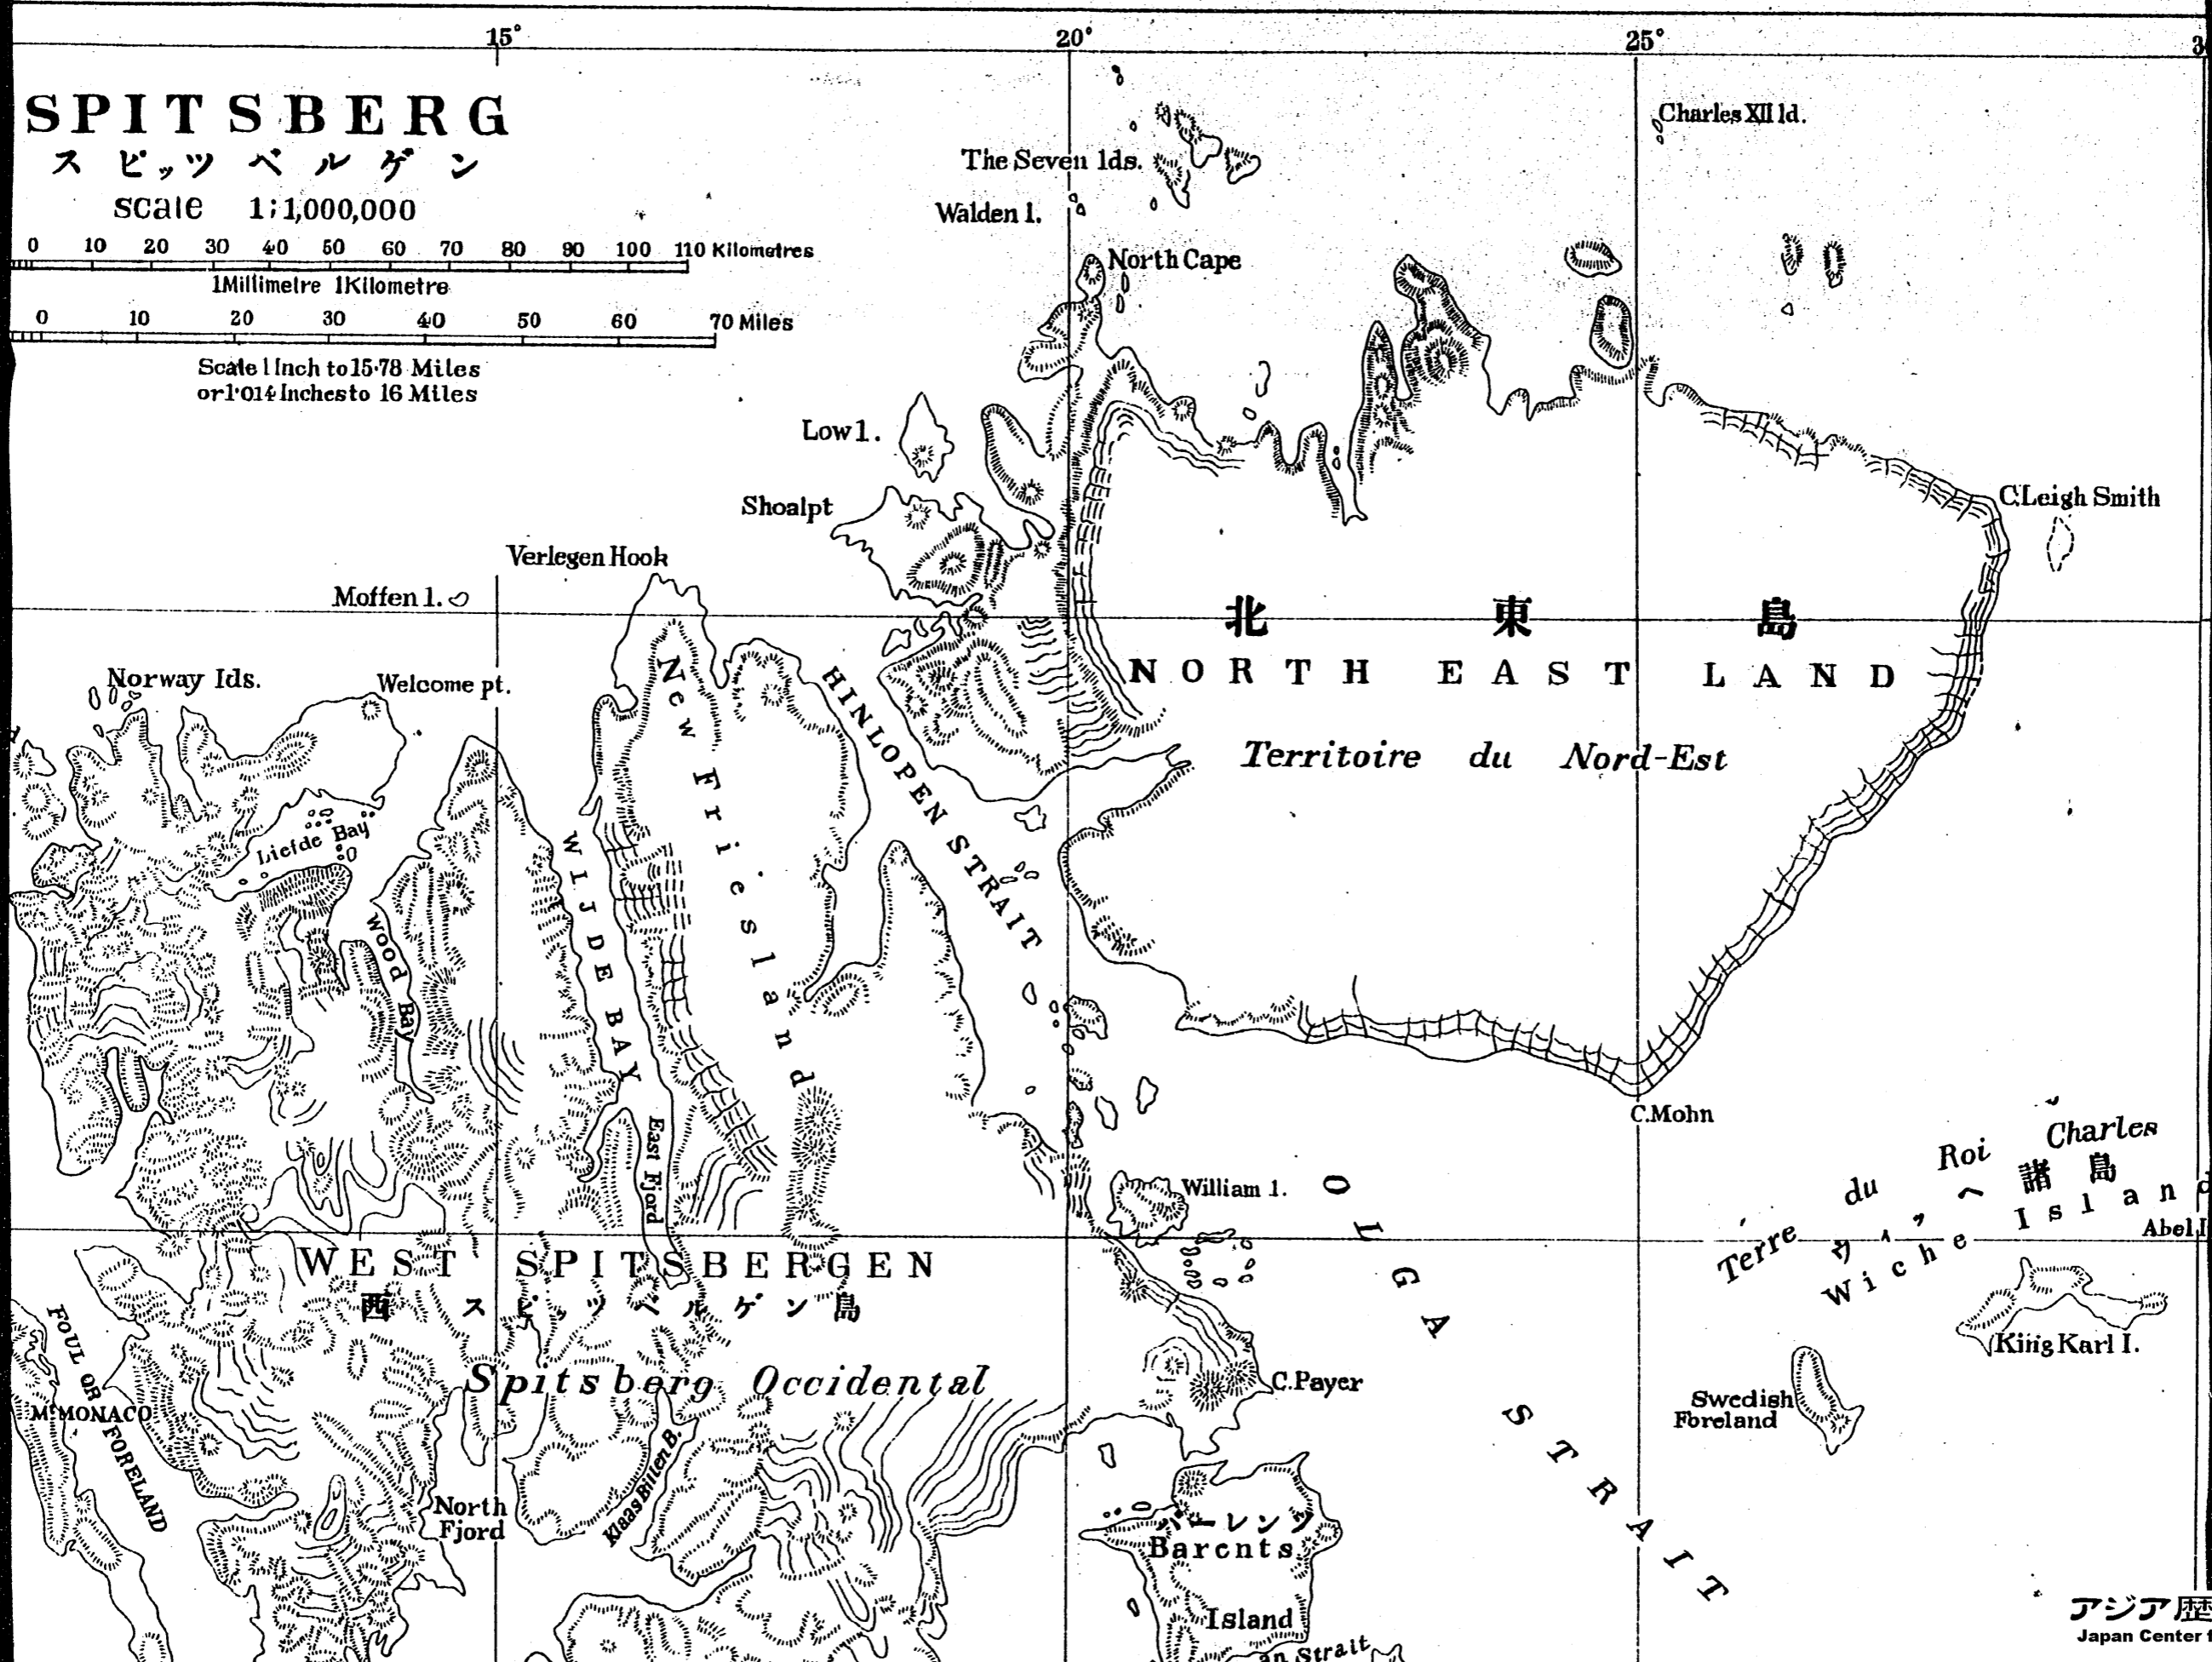 15°
20°
25°
SPITSBERG
スピッツベルゲン
scale 1:1,000,000
0 10 20 30 40 50 60 70 80 90 100 110 Kilometres
1Millimetre 1Kilometre
0 10 20 30 40 50 60 70 Miles
Scale 1 Inch to 15·78 Miles
or 1·014 Inches to 16 Miles
Charles XII Id.
The Seven Ids.
Walden I.
North Cape
Low I.
Shoal pt
C. Leigh Smith
Verlegen Hook
Moffen I.
北東島
NORTH EAST LAND
Territoire du Nord-Est
Norway Ids.
Welcome pt.
New Friesland
HINLOPEN STRAIT
Liefde Bay
WIJDE BAY
Wood Bay
East Fjord
C. Mohn
Terre du Roi Charles
諸島
Wiche Island
Abel I
William I.
OLGA STRAIT
WEST SPITSBERGEN
西スピッツベルゲン島
Spitsberg Occidental
King Karl I.
Swedish
Foreland
C. Payer
FOUL OR
FORELAND
MONACO
North
Fjord
Klaas Billen B.
バーレンツ
Barents
Island
an Strait
アジア歴
Japan Center f